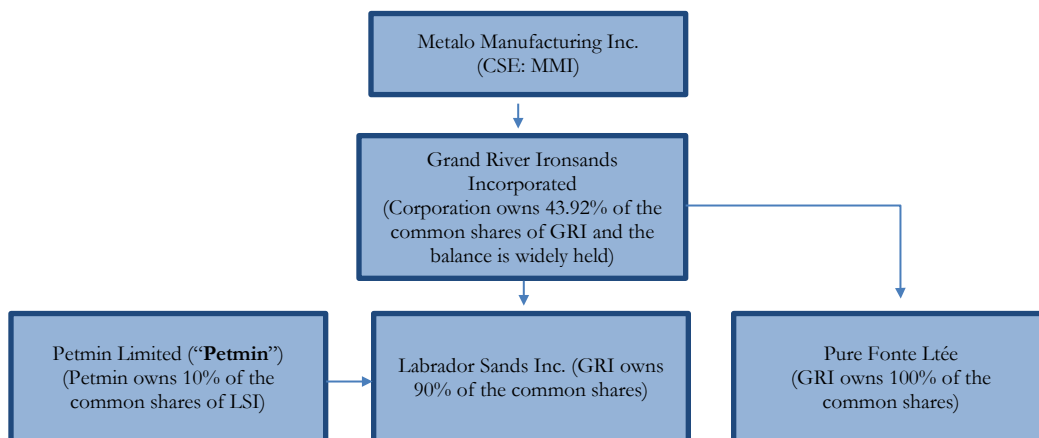 Metalo Manufacturing Inc.
(CSE: MMI)
Grand River Ironsands
Incorporated
(Corporation owns 43.92% of the
common shares of GRI and the
balance is widely held)
Petmin Limited (“Petmin”)
(Petmin owns 10% of the
common shares of LSI)
Labrador Sands Inc. (GRI owns
90% of the common shares)
Pure Fonte Ltée
(GRI owns 100% of the
common shares)